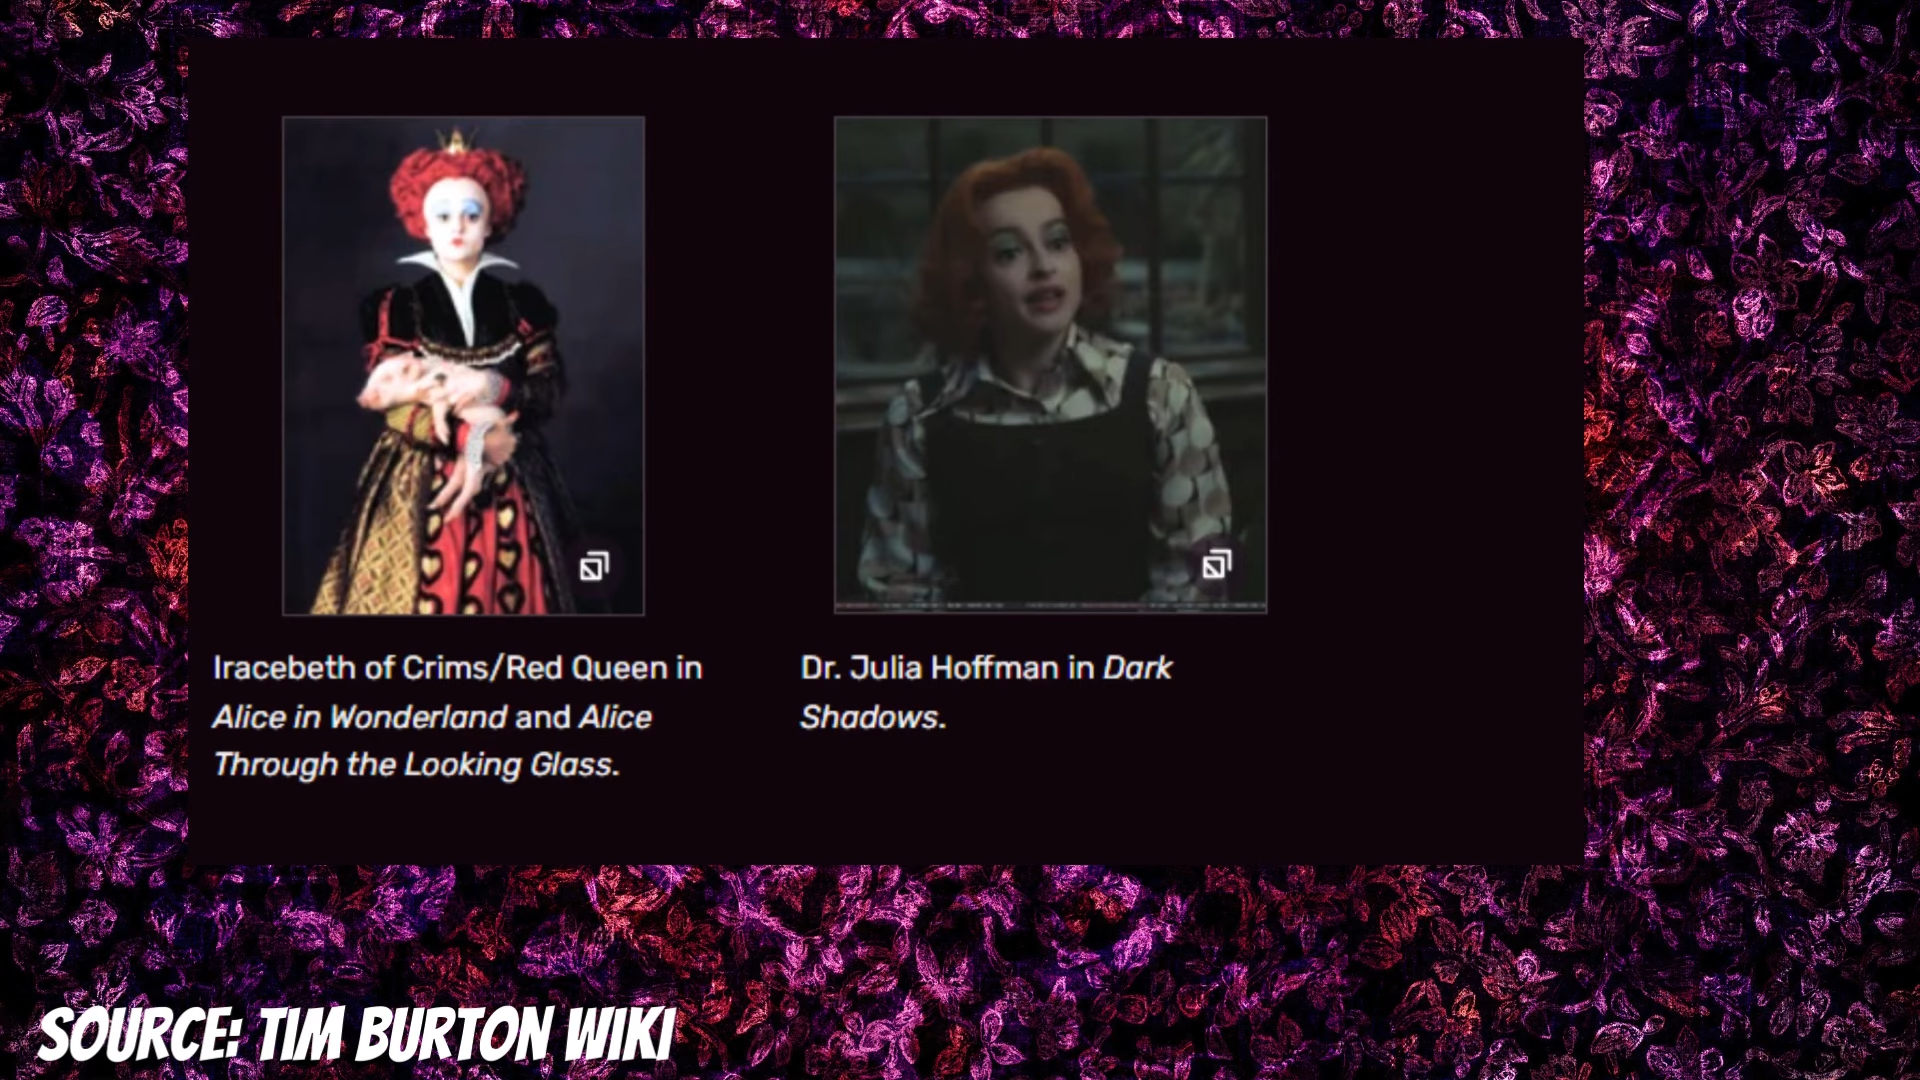 Iracebeth of Crims/Red Queen in
Alice in Wonderland and Alice
Through the Looking Glass.
Dr. Julia Hoffman in Dark
Shadows.
SOURCE: TIM BURTON WIKI